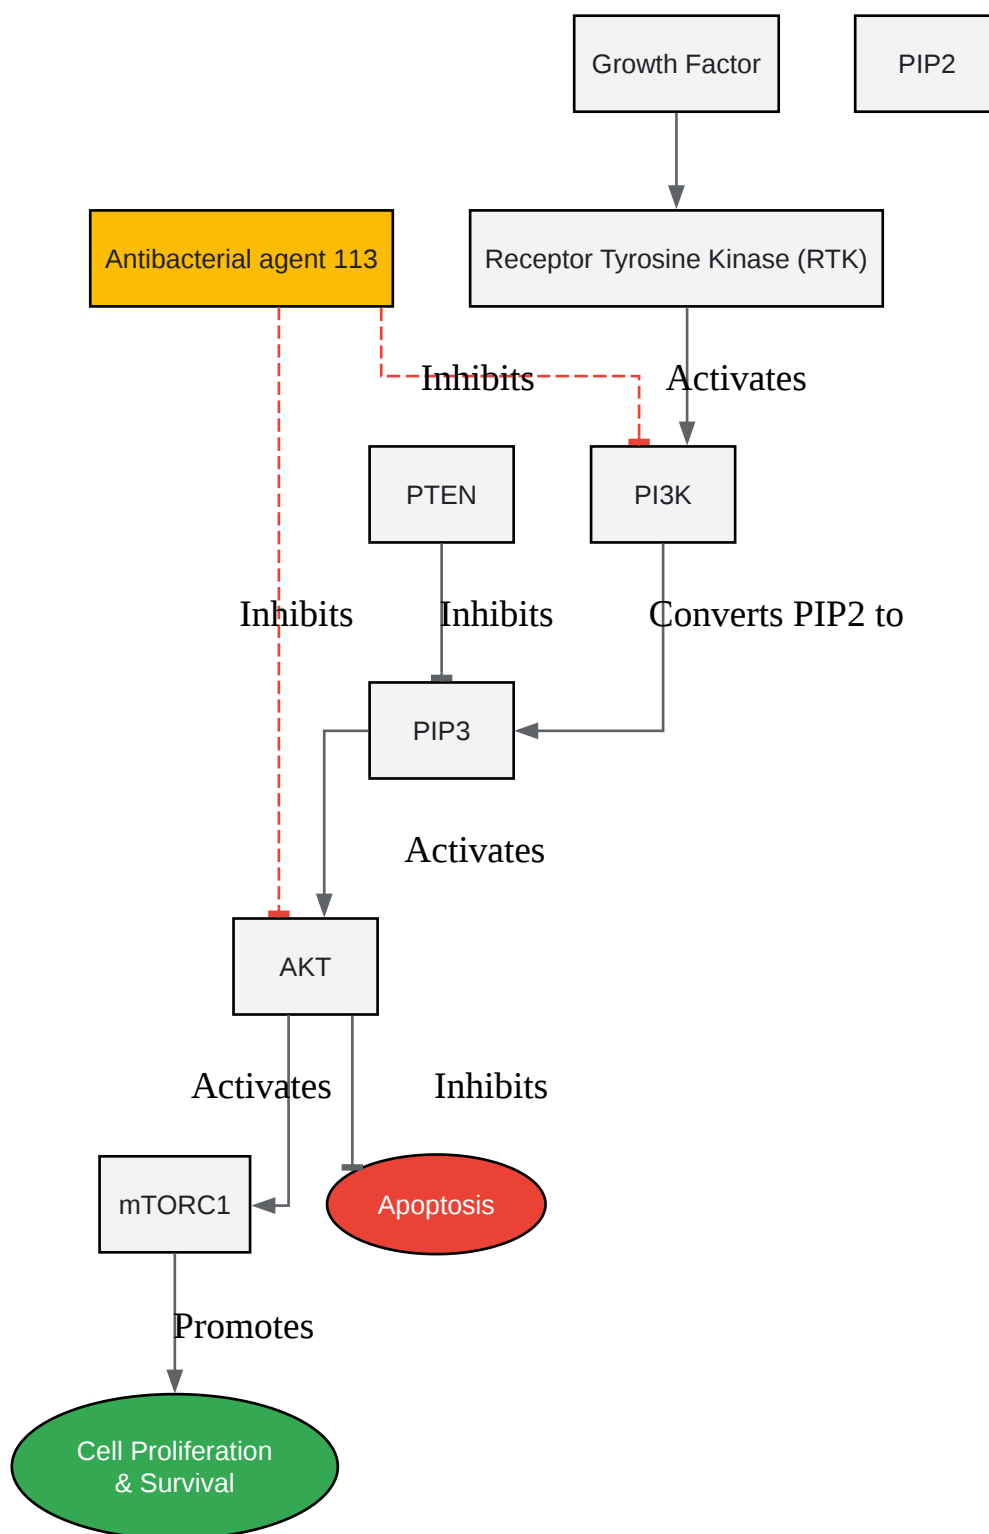 Growth Factor
PIP2
Antibacterial agent 113
Receptor Tyrosine Kinase (RTK)
Inhibits
Activates
PTEN
PI3K
Inhibits
Inhibits
Converts PIP2 to
PIP3
Activates
AKT
Activates
Inhibits
mTORC1
Apoptosis
Promotes
Cell Proliferation
& Survival